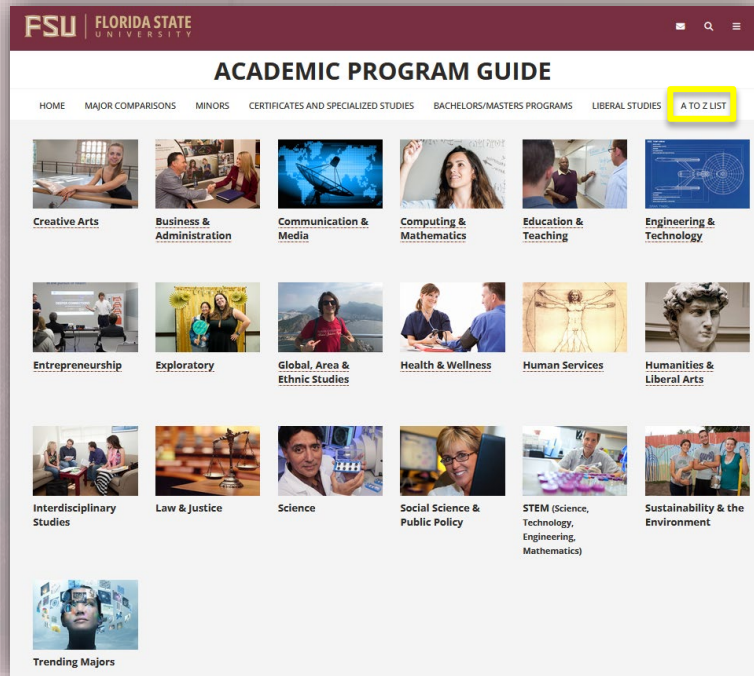 FSU FLORIDA STATE
UNIVERSITY
ACADEMIC PROGRAM GUIDE
HOME MAJOR COMPARISONS MINORS CERTIFICATES AND SPECIALIZED STUDIES BACHELORS/MASTERS PROGRAMS LIBERAL STUDIES A TO Z LIST
Creative Arts
Business &
Administration
Communication &
Media
Computing &
Mathematics
Education &
Teaching
Engineering &
Technology
Entrepreneurship
Exploratory
Global, Area &
Ethnic Studies
Health & Wellness
Human Services
Humanities &
Liberal Arts
Interdisciplinary
Studies
Law & Justice
Science
Social Science &
Public Policy
STEM (Science,
Technology,
Engineering,
Mathematics)
Sustainability & the
Environment
Trending Majors